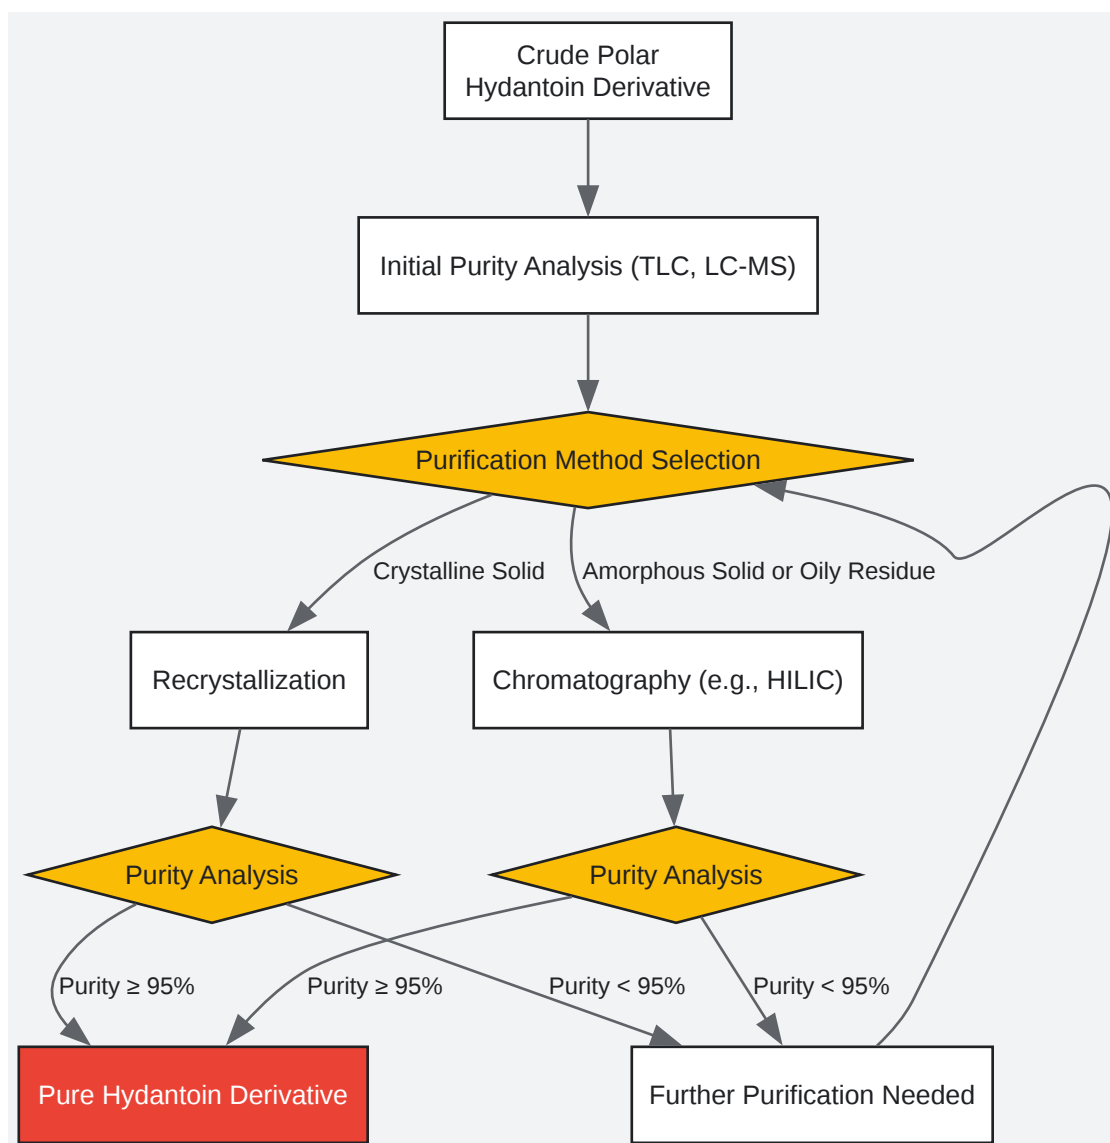 Crude Polar
Hydantoin Derivative
Initial Purity Analysis (TLC, LC-MS)
Purification Method Selection
Crystalline Solid
Amorphous Solid or Oily Residue
Recrystallization
Chromatography (e.g., HILIC)
Purity Analysis
Purity Analysis
Purity ≥ 95%
Purity ≥ 95%
Purity < 95%
Purity < 95%
Pure Hydantoin Derivative
Further Purification Needed